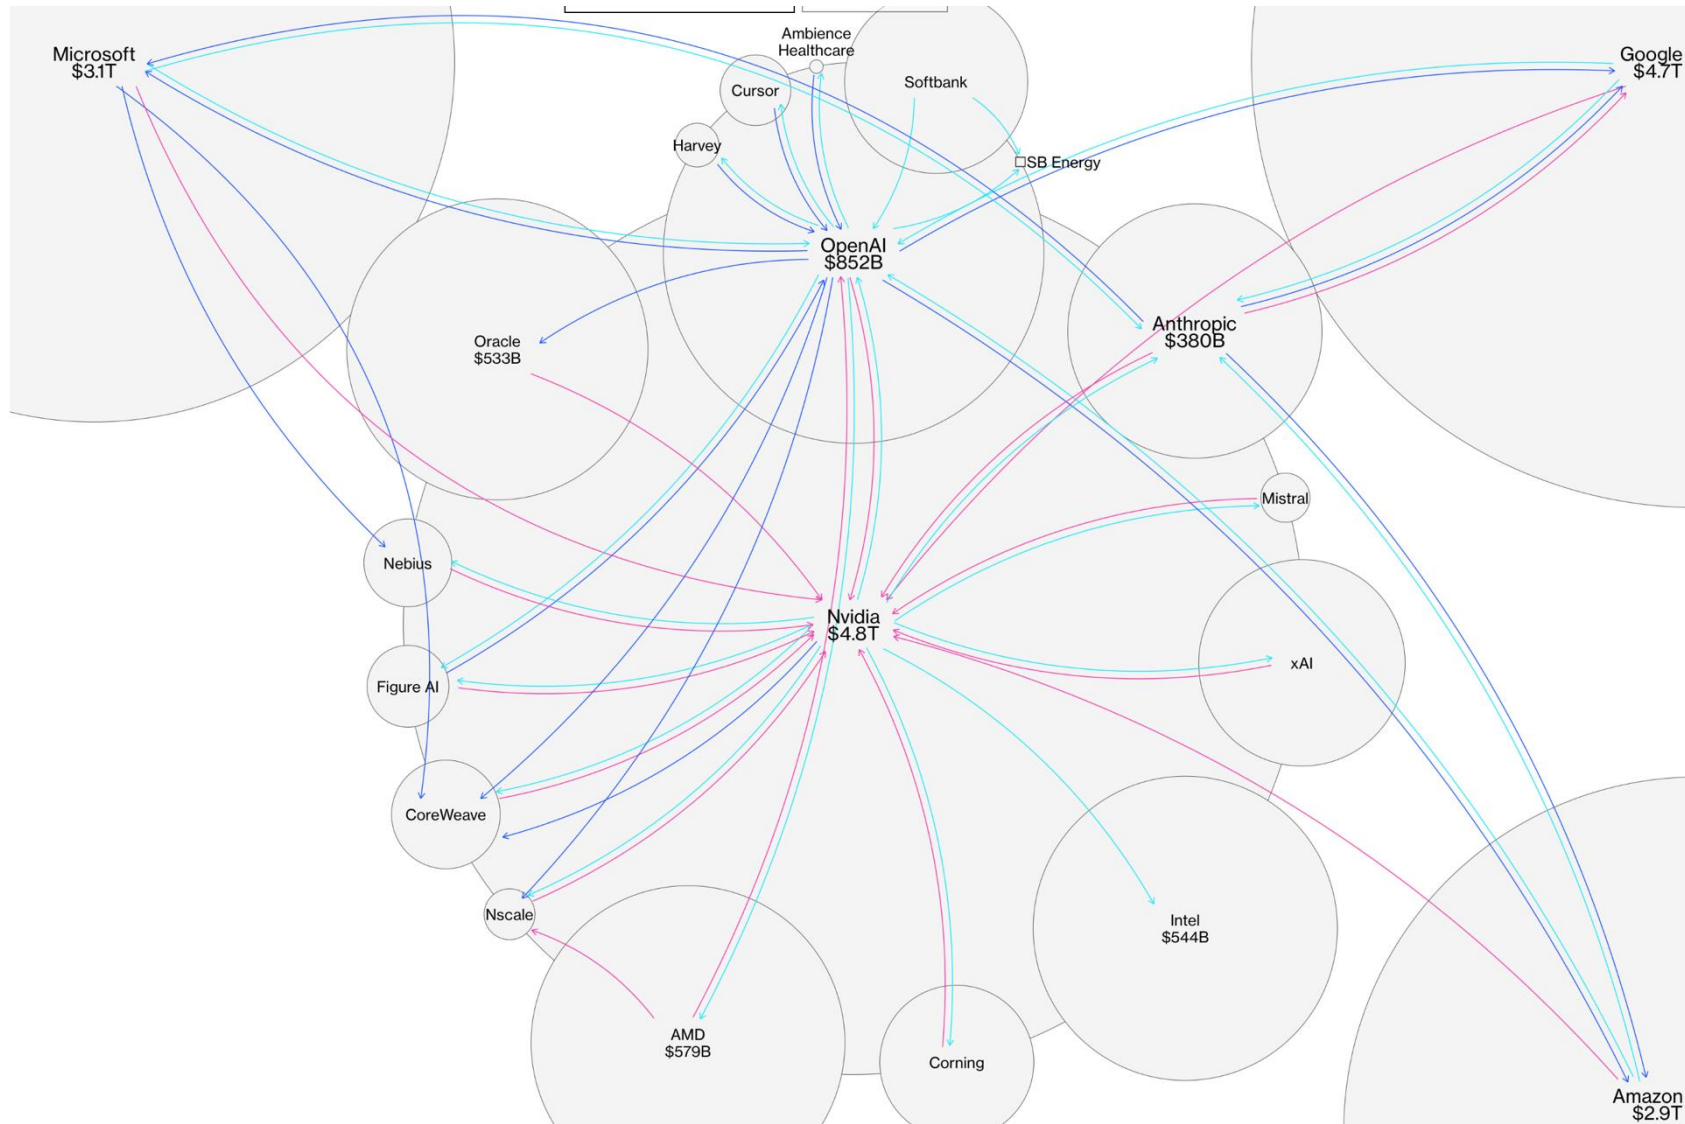 Microsoft
$3.1T
Ambience
Healthcare
Cursor
Softbank
Google
$4.7T
Harvey
SB Energy
OpenAI
$852B
Oracle
$533B
Anthropic
$380B
Mistral
Nebius
Nvidia
$4.8T
xAI
Figure AI
CoreWeave
Nscale
Intel
$544B
AMD
$579B
Corning
Amazon
$2.9T